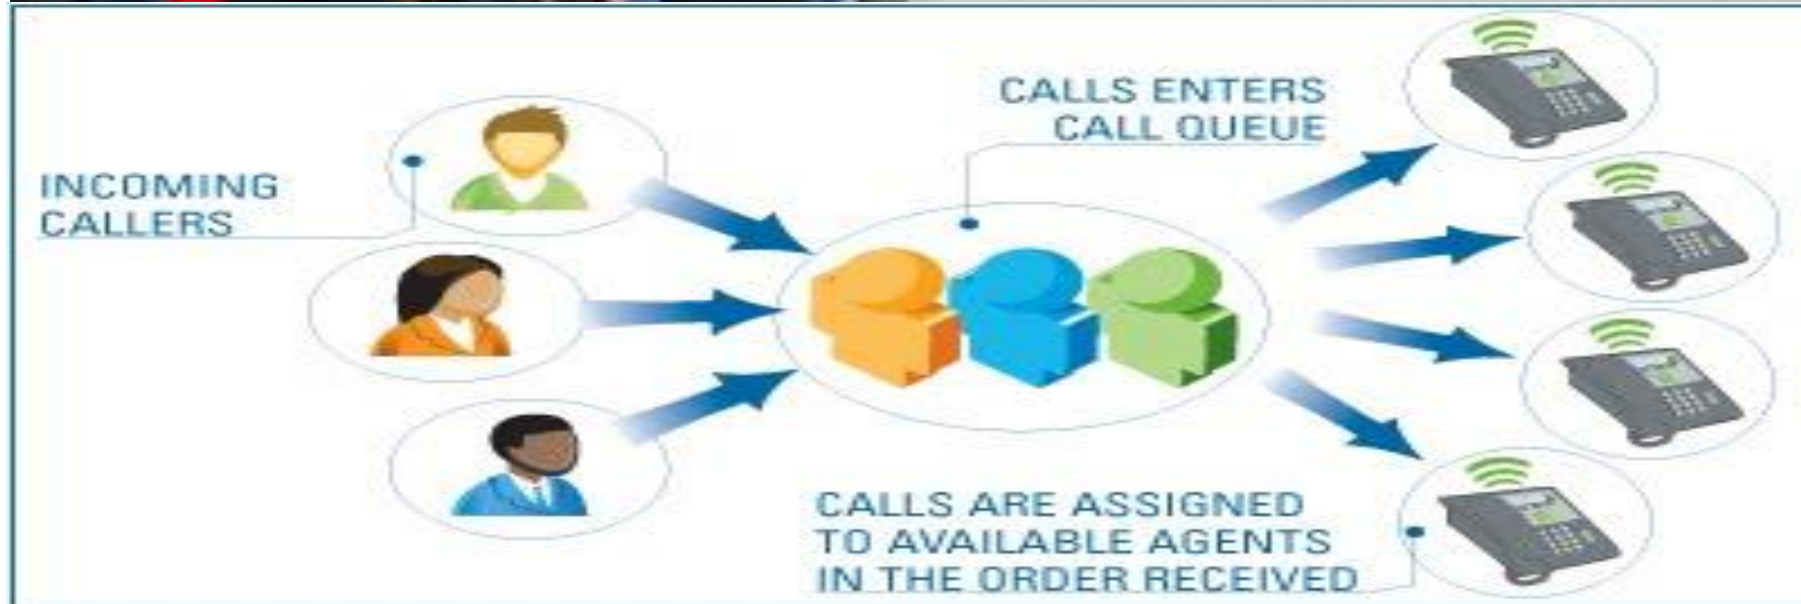 INCOMING
CALLERS
CALLS ENTERS
CALL QUEUE
CALLS ARE ASSIGNED
TO AVAILABLE AGENTS
IN THE ORDER RECEIVED